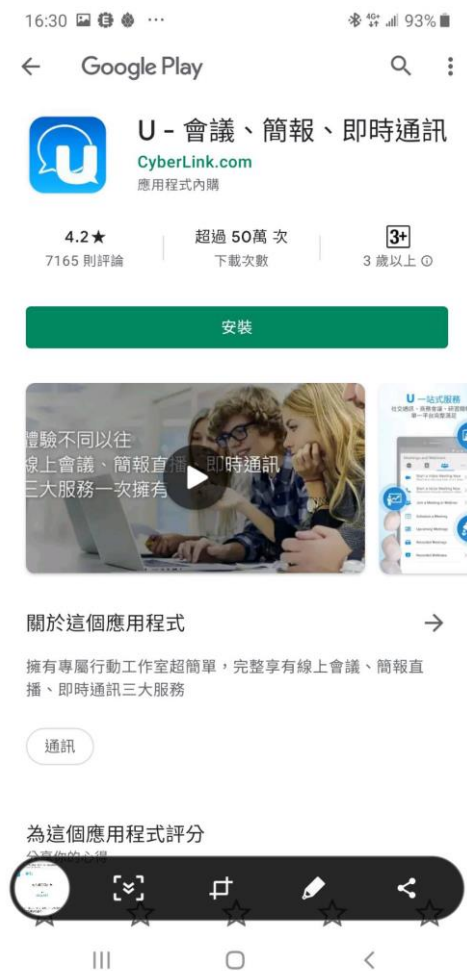 16:30 93%
Google Play
U - 會議、簡報、即時通訊
CyberLink.com
應用程式內購
4.2★ 超過 50萬 次 3+
7165 則評論 下載次數 3 歲以上
安裝
體驗不同以往
線上會議、簡報直播、即時通訊
三大服務一次擁有
U 一站式服務
關於這個應用程式
擁有專屬行動工作室超簡單，完整享有線上會議、簡報直
播、即時通訊三大服務
通訊
為這個應用程式評分
分享你的心得